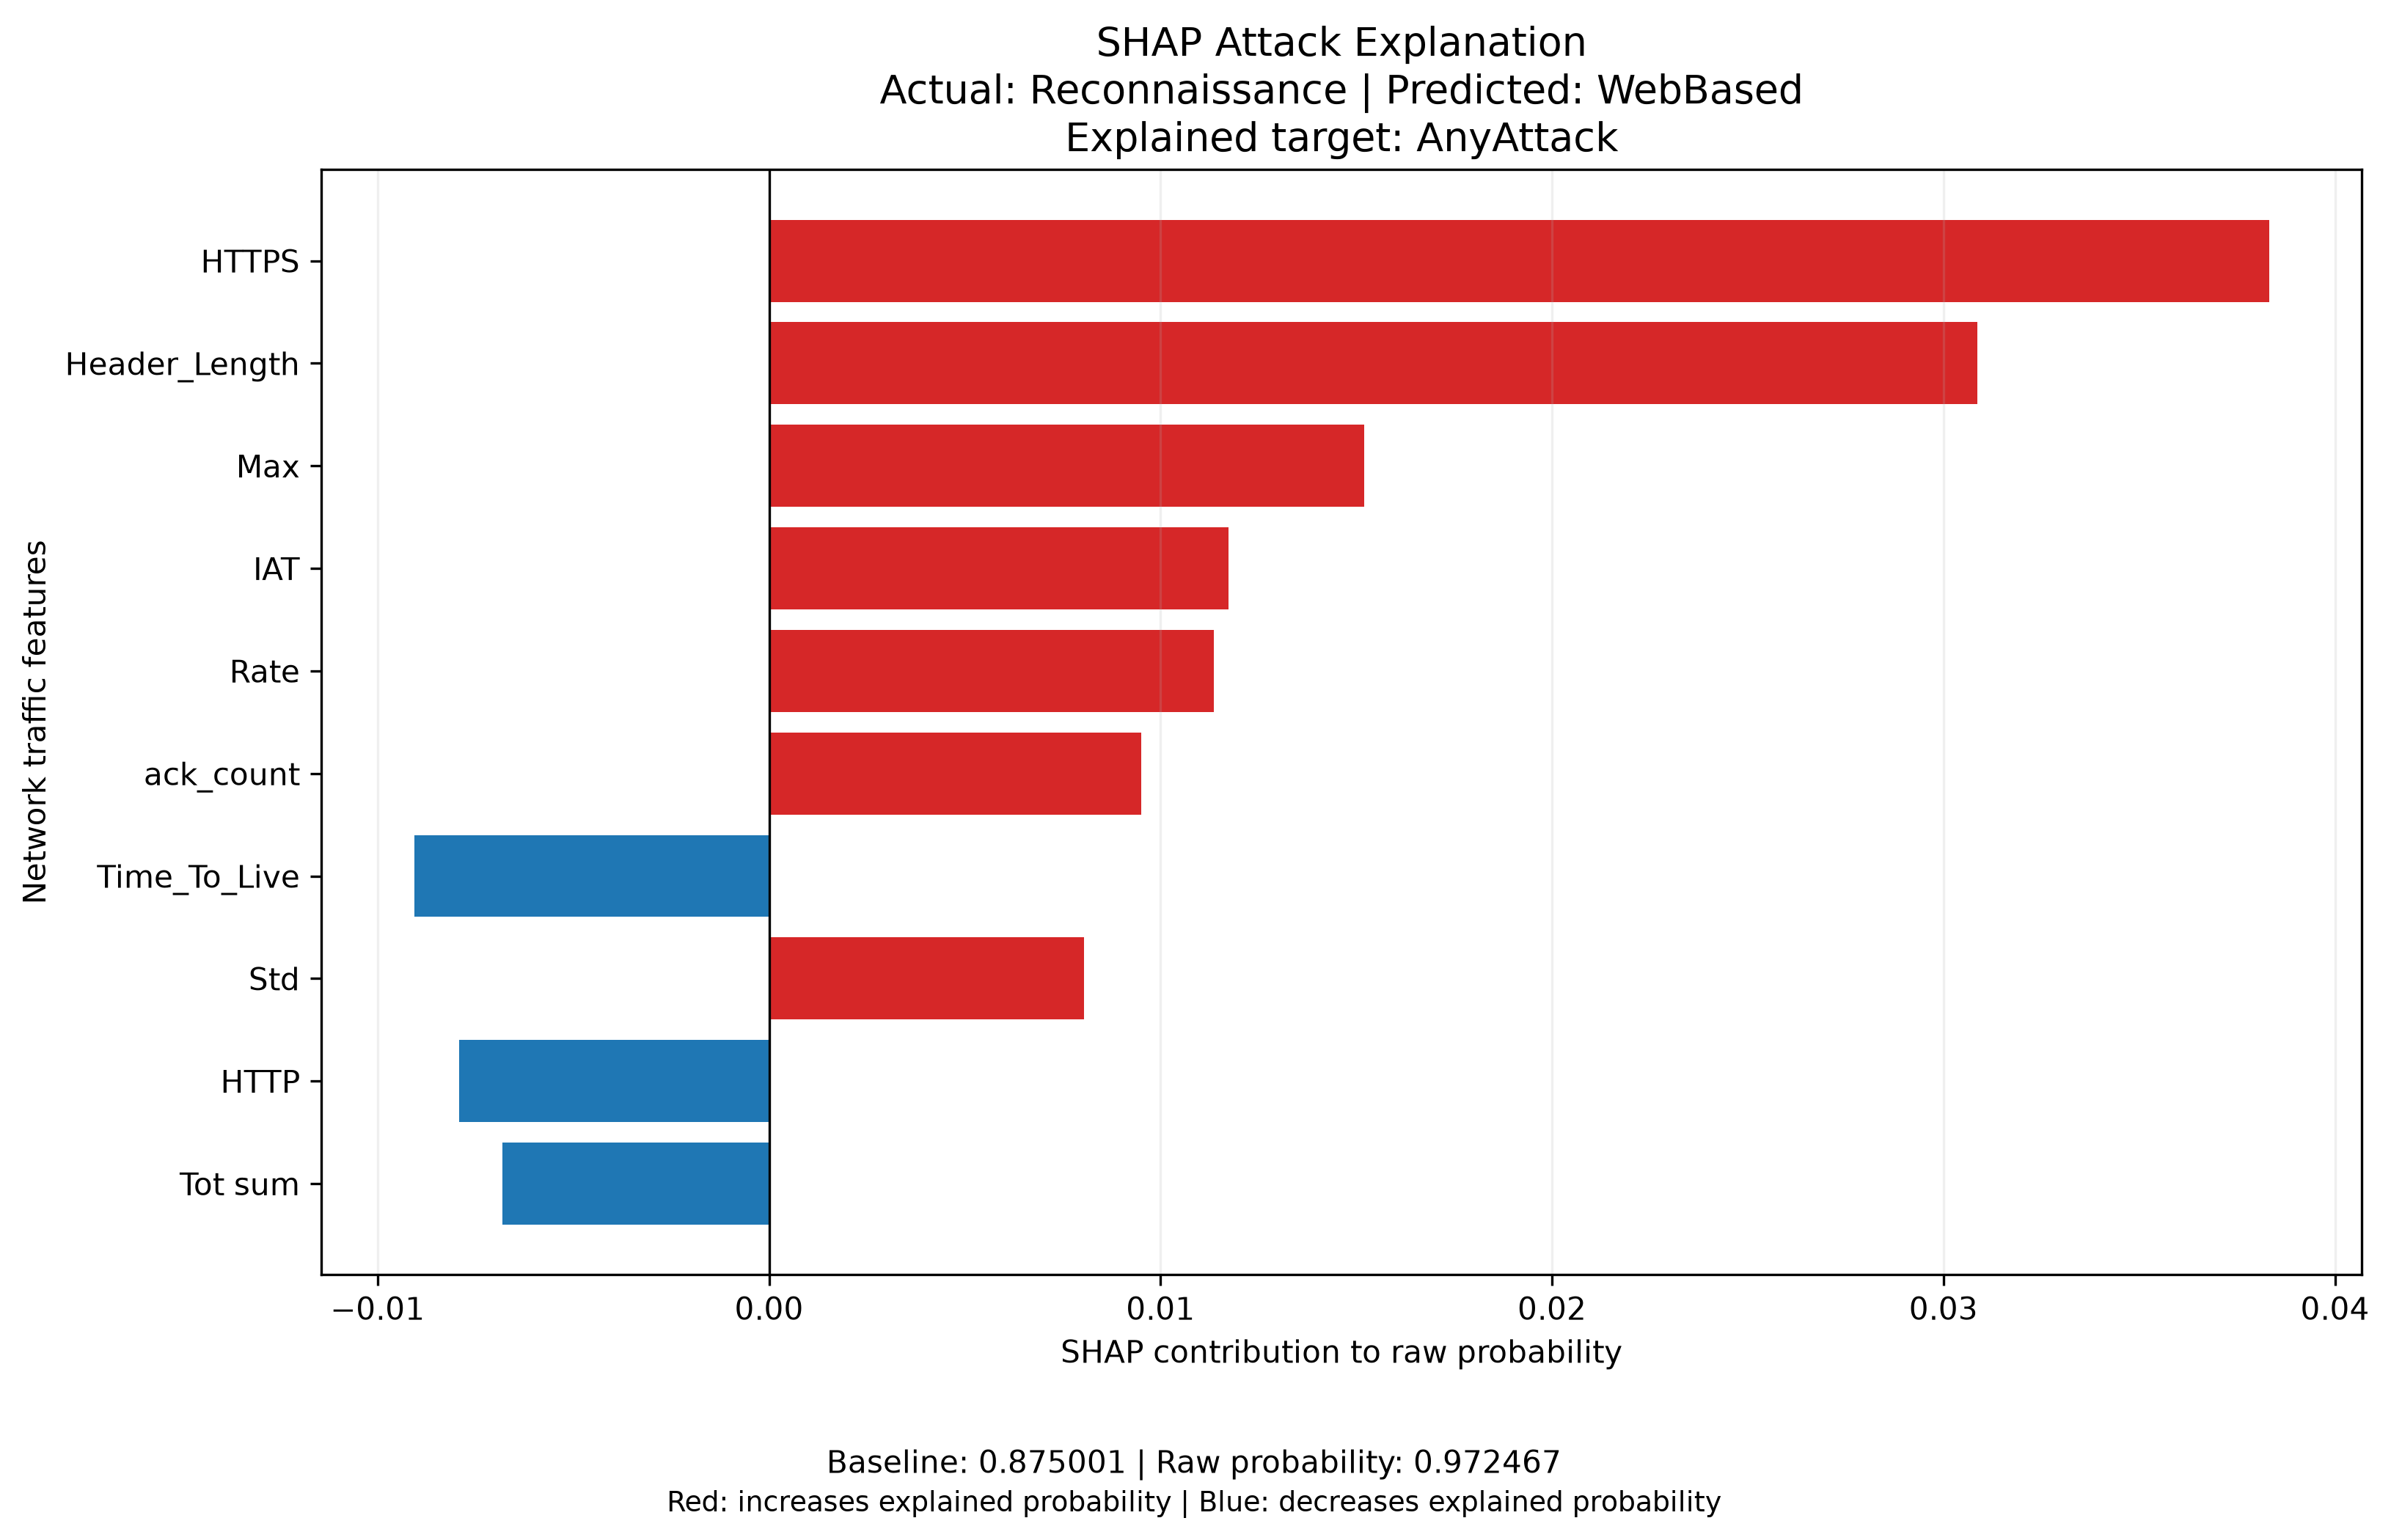 SHAP Attack Explanation
Actual: Reconnaissance | Predicted: WebBased
Explained target: AnyAttack
Network traffic features
HTTPS
Header_Length
Max
IAT
Rate
ack_count
Time_To_Live
Std
HTTP
Tot sum
−0.01 0.00 0.01 0.02 0.03 0.04
SHAP contribution to raw probability
Baseline: 0.875001 | Raw probability: 0.972467
Red: increases explained probability | Blue: decreases explained probability